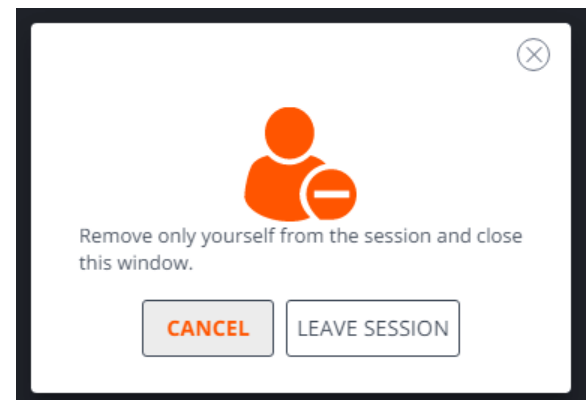 Remove only yourself from the session and close
this window.
CANCEL
LEAVE SESSION